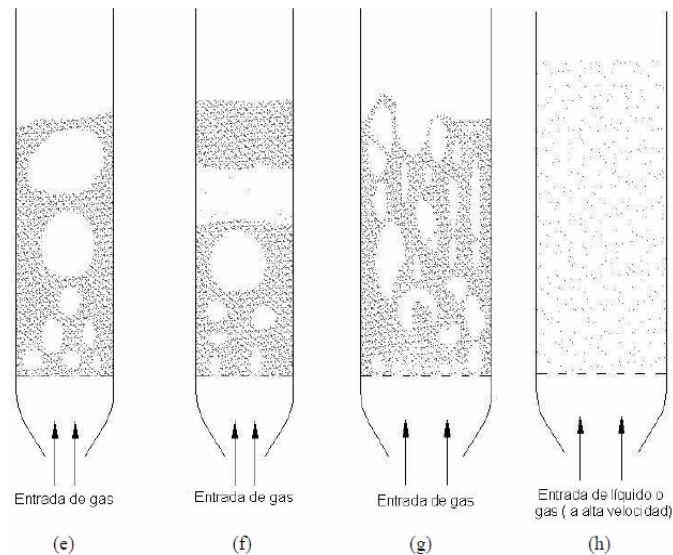 Entrada de gas
Entrada de gas
Entrada de gas
Entrada de líquido o
gas ( a alta velocidad)
(e)
(f)
(g)
(h)